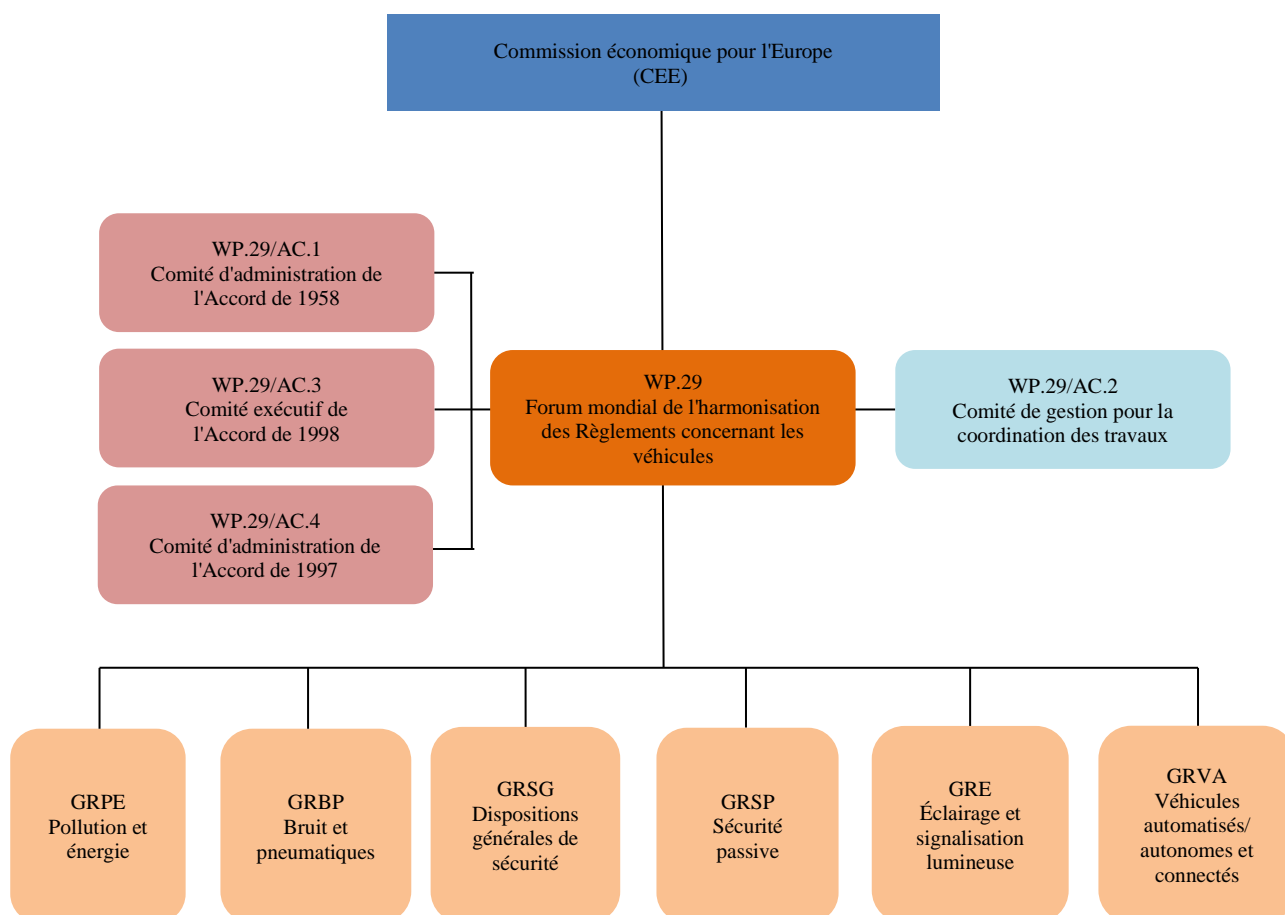 Commission économique pour l'Europe
(CEE)
WP.29/AC.1
Comité d'administration de
l'Accord de 1958
WP.29/AC.3
Comité exécutif de
l'Accord de 1998
WP.29/AC.4
Comité d'administration de
l'Accord de 1997
WP.29
Forum mondial de l'harmonisation
des Règlements concernant les
véhicules
WP.29/AC.2
Comité de gestion pour la
coordination des travaux
GRPE
Pollution et
énergie
GRBP
Bruit et
pneumatiques
GRSG
Dispositions
générales de
sécurité
GRSP
Sécurité
passive
GRE
Éclairage et
signalisation
lumineuse
GRVA
Véhicules
automatisés/
autonomes et
connectés